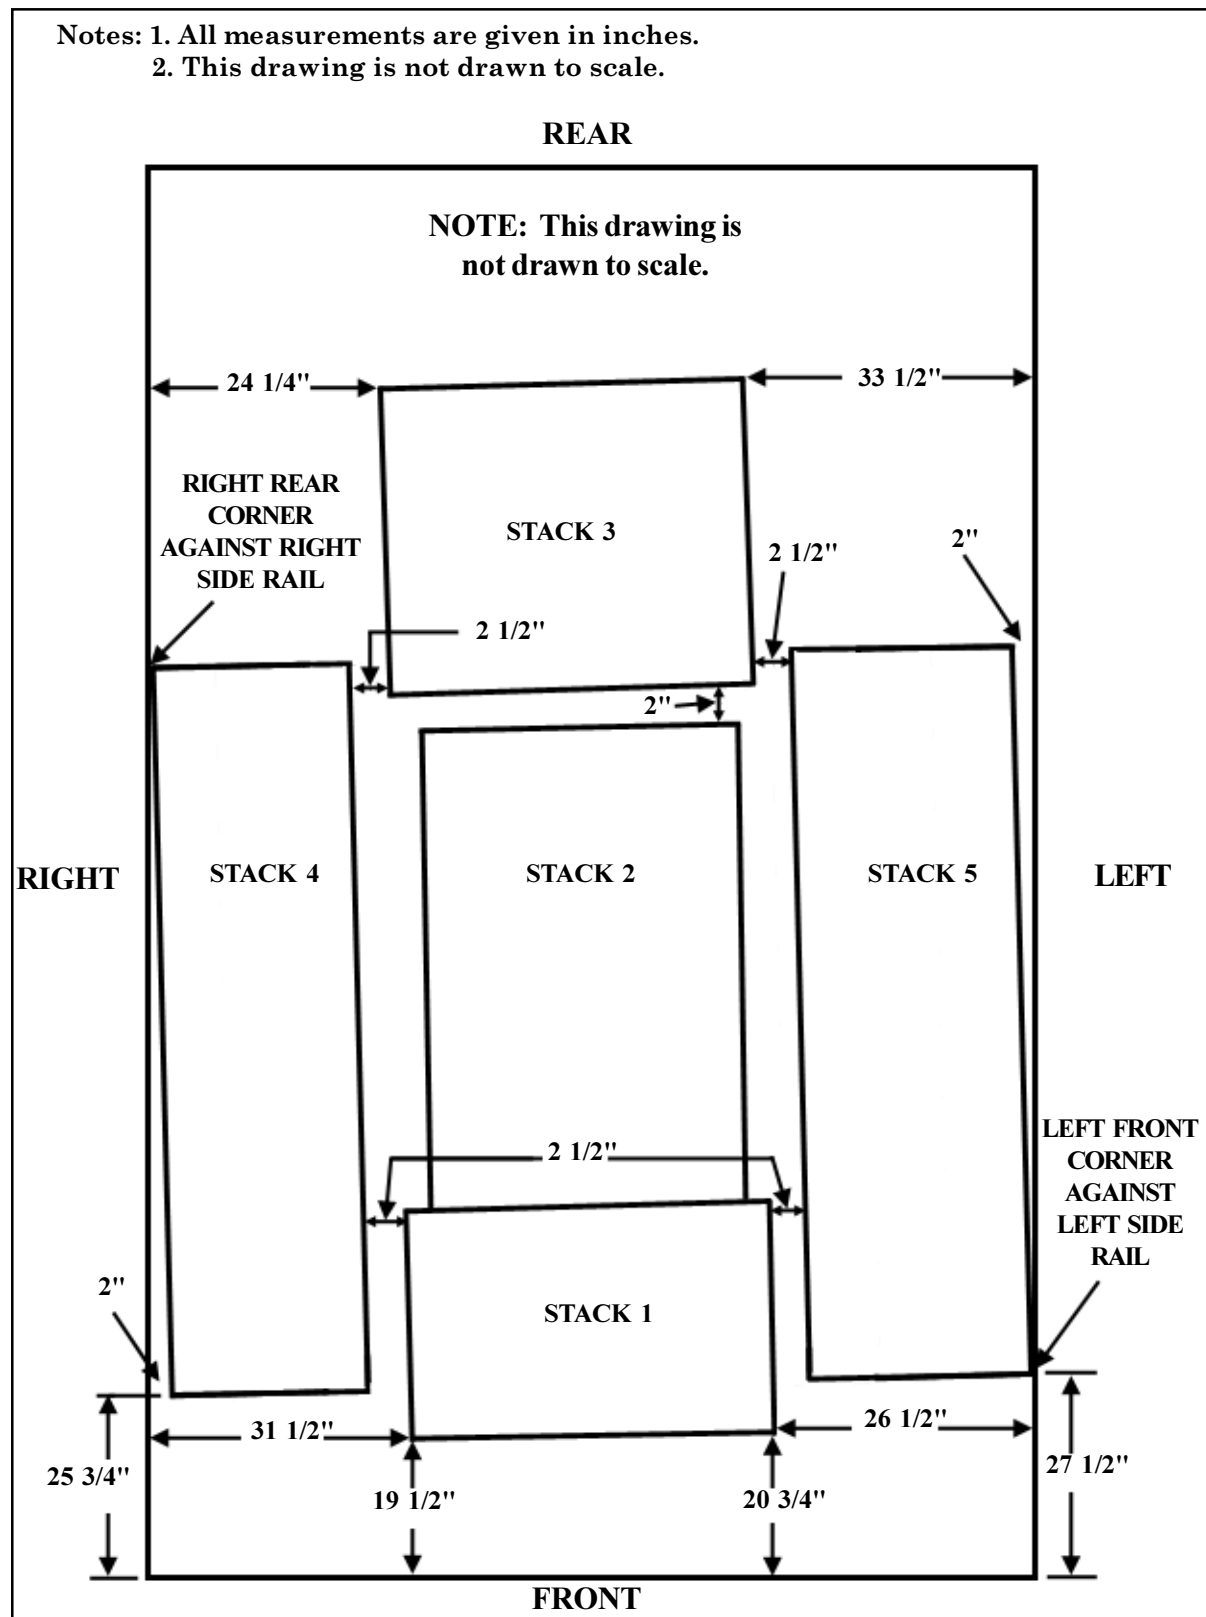 Notes: 1. All measurements are given in inches.
2. This drawing is not drawn to scale.
REAR
NOTE: This drawing is
not drawn to scale.
24 1/4"
33 1/2"
RIGHT REAR
CORNER
AGAINST RIGHT
SIDE RAIL
STACK 3
2 1/2"
2"
2 1/2"
2"
RIGHT
STACK 4
STACK 2
STACK 5
LEFT
2 1/2"
LEFT FRONT
CORNER
AGAINST
LEFT SIDE
RAIL
2"
STACK 1
31 1/2"
26 1/2"
25 3/4"
19 1/2"
20 3/4"
27 1/2"
FRONT